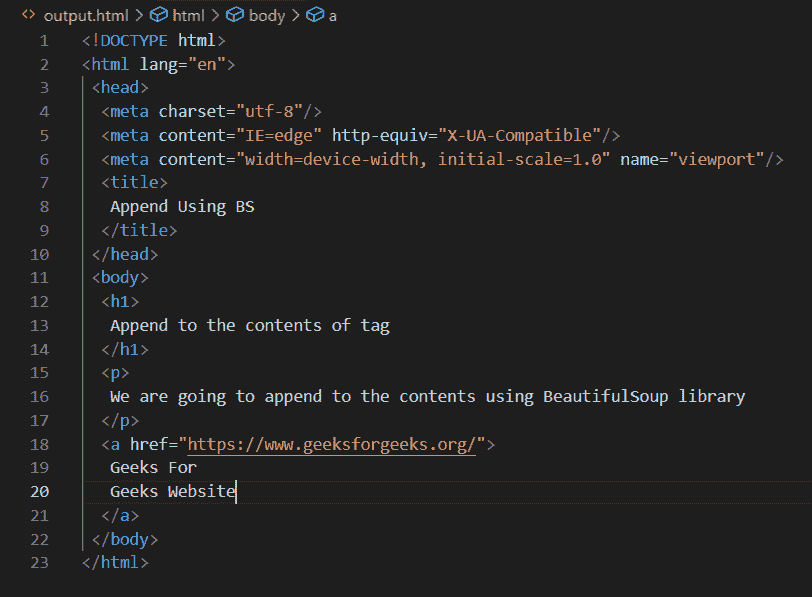 <> output.html > html > body > a
1 <!DOCTYPE html>
2 <html lang="en">
3 <head>
4 <meta charset="utf-8"/>
5 <meta content="IE=edge" http-equiv="X-UA-Compatible"/>
6 <meta content="width=device-width, initial-scale=1.0" name="viewport"/>
7 <title>
8 Append Using BS
9 </title>
10 </head>
11 <body>
12 <h1>
13 Append to the contents of tag
14 </h1>
15 <p>
16 We are going to append to the contents using BeautifulSoup library
17 </p>
18 <a href="https://www.geeksforgeeks.org/">
19 Geeks For
20 Geeks Website
21 </a>
22 </body>
23 </html>